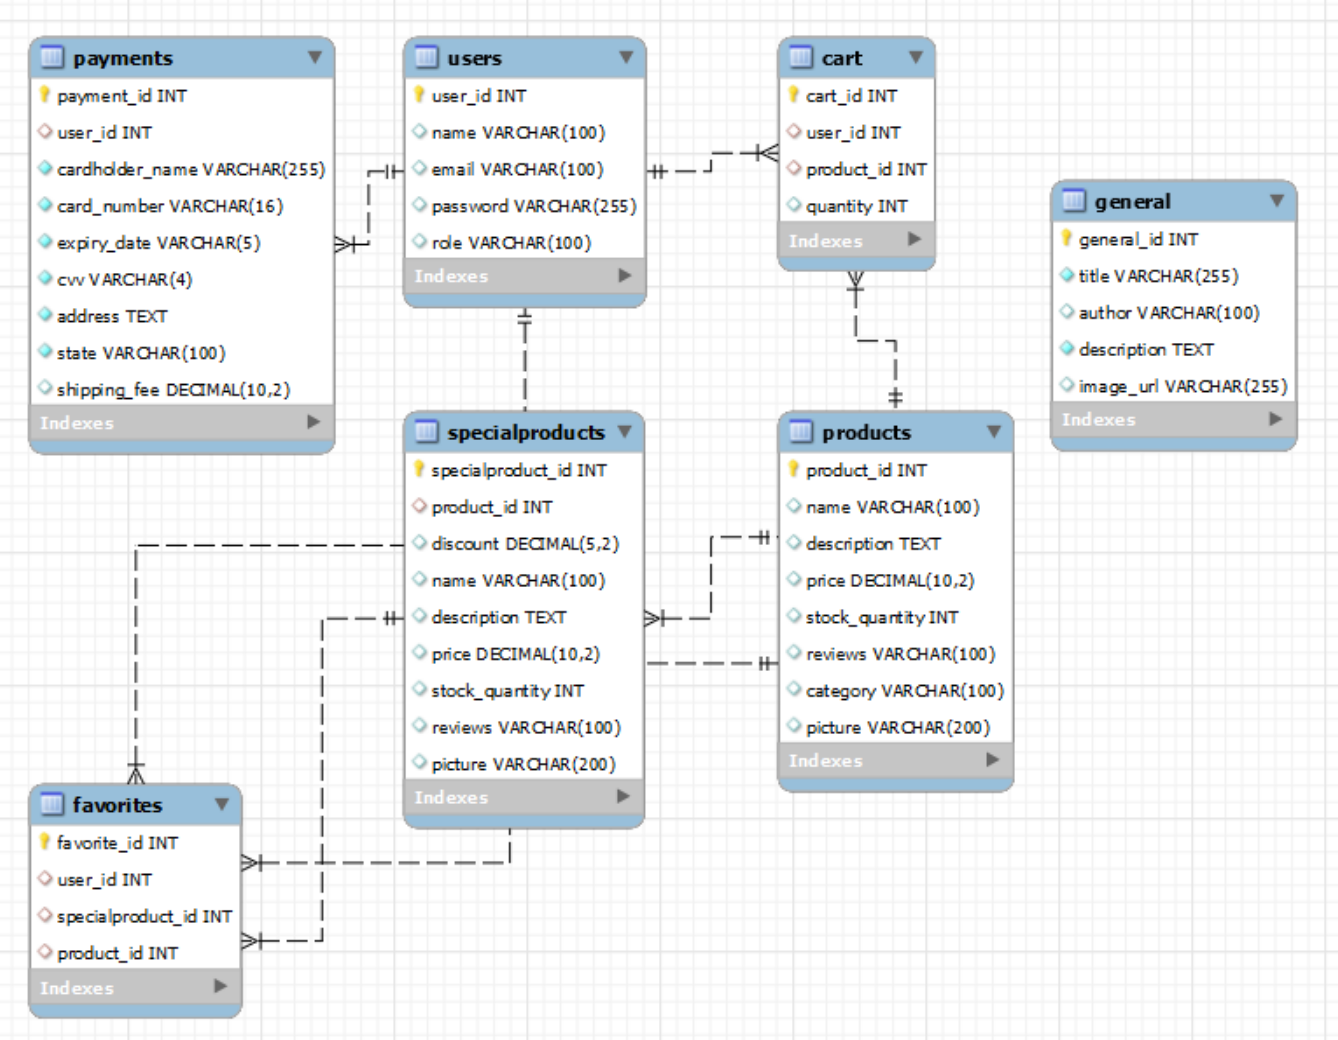 payments
payment_id INT
user_id INT
cardholder_name VARCHAR(255)
card_number VARCHAR(16)
expiry_date VARCHAR(5)
cvv VARCHAR(4)
address TEXT
state VARCHAR(100)
shipping_fee DECIMAL(10,2)
Indexes
users
user_id INT
name VARCHAR(100)
email VARCHAR(100)
password VARCHAR(255)
role VARCHAR(100)
Indexes
cart
cart_id INT
user_id INT
product_id INT
quantity INT
Indexes
general
general_id INT
title VARCHAR(255)
author VARCHAR(100)
description TEXT
image_url VARCHAR(255)
Indexes
specialproducts
specialproduct_id INT
product_id INT
discount DECIMAL(5,2)
name VARCHAR(100)
description TEXT
price DECIMAL(10,2)
stock_quantity INT
reviews VARCHAR(100)
picture VARCHAR(200)
Indexes
products
product_id INT
name VARCHAR(100)
description TEXT
price DECIMAL(10,2)
stock_quantity INT
reviews VARCHAR(100)
category VARCHAR(100)
picture VARCHAR(200)
Indexes
favorites
favorite_id INT
user_id INT
specialproduct_id INT
product_id INT
Indexes